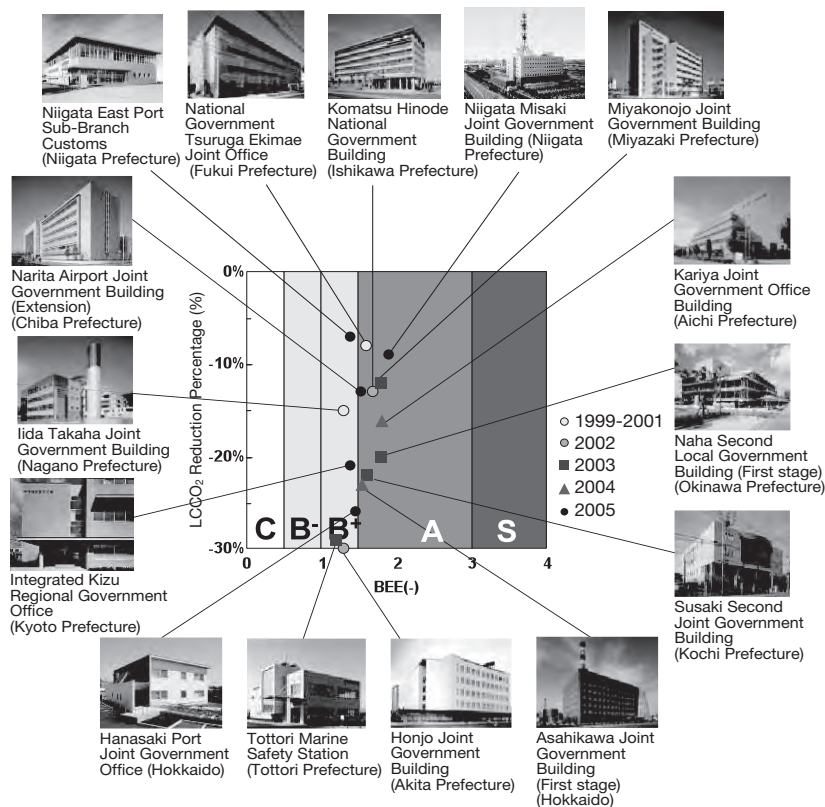 Niigata East Port
Sub-Branch
Customs
(Niigata Prefecture)
National
Government
Tsuruga Ekimae
Joint Office
(Fukui Prefecture)
Komatsu Hinode
National
Government
Building
(Ishikawa Prefecture)
Niigata Misaki
Joint Government
Building (Niigata
Prefecture)
Miyakonojo Joint
Government Building
(Miyazaki Prefecture)
Narita Airport Joint
Government Building
(Extension)
(Chiba Prefecture)
Kariya Joint
Government Office
Building
(Aichi Prefecture)
Iida Takaha Joint
Government Building
(Nagano Prefecture)
Naha Second
Local Government
Building (First stage)
(Okinawa Prefecture)
Integrated Kizu
Regional Government
Office
(Kyoto Prefecture)
Susaki Second
Joint Government
Building
(Kochi Prefecture)
LCCO₂ Reduction Percentage (%)
0%
-10%
-20%
-30%
C B- B+ A S
0 1 2 3 4
BEE(-)
1999-2001
2002
2003
2004
2005
Hanasaki Port
Joint Government
Office (Hokkaido)
Tottori Marine
Safety Station
(Tottori Prefecture)
Honjo Joint
Government
Building
(Akita Prefecture)
Asahikawa Joint
Government
Building
(First stage)
(Hokkaido)